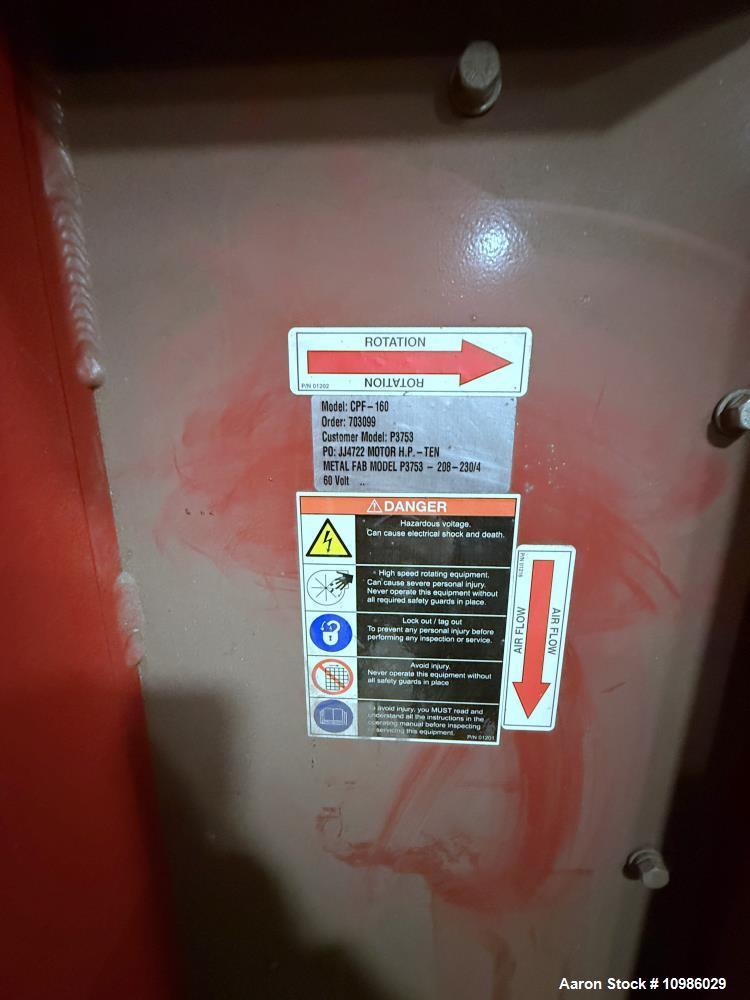 ROTATION
ROTATION
P/N 01202
Model: CPF-160
Order: 703099
Customer Model: P3753
PO: JJ4722 MOTOR H.P. - TEN
METAL FAB MODEL P3753 - 208-230/4
60 Volt ..
DANGER
Hazardous voltage.
Can cause electrical shock and death.
High speed rotating equipment.
Can cause severe personal injury.
Never operate this equipment without
all required safety guards in place.
Lock out / tag out
To prevent any personal injury before
performing any inspection or service.
Avoid injury.
Never operate this equipment without
all safety guards in place
To avoid injury, you MUST read and
understand all the instructions in the
operating manual before inspecting
servicing this equipment.
P/N 01201
AIR FLOW
AIR FLOW
Aaron Stock # 10986029